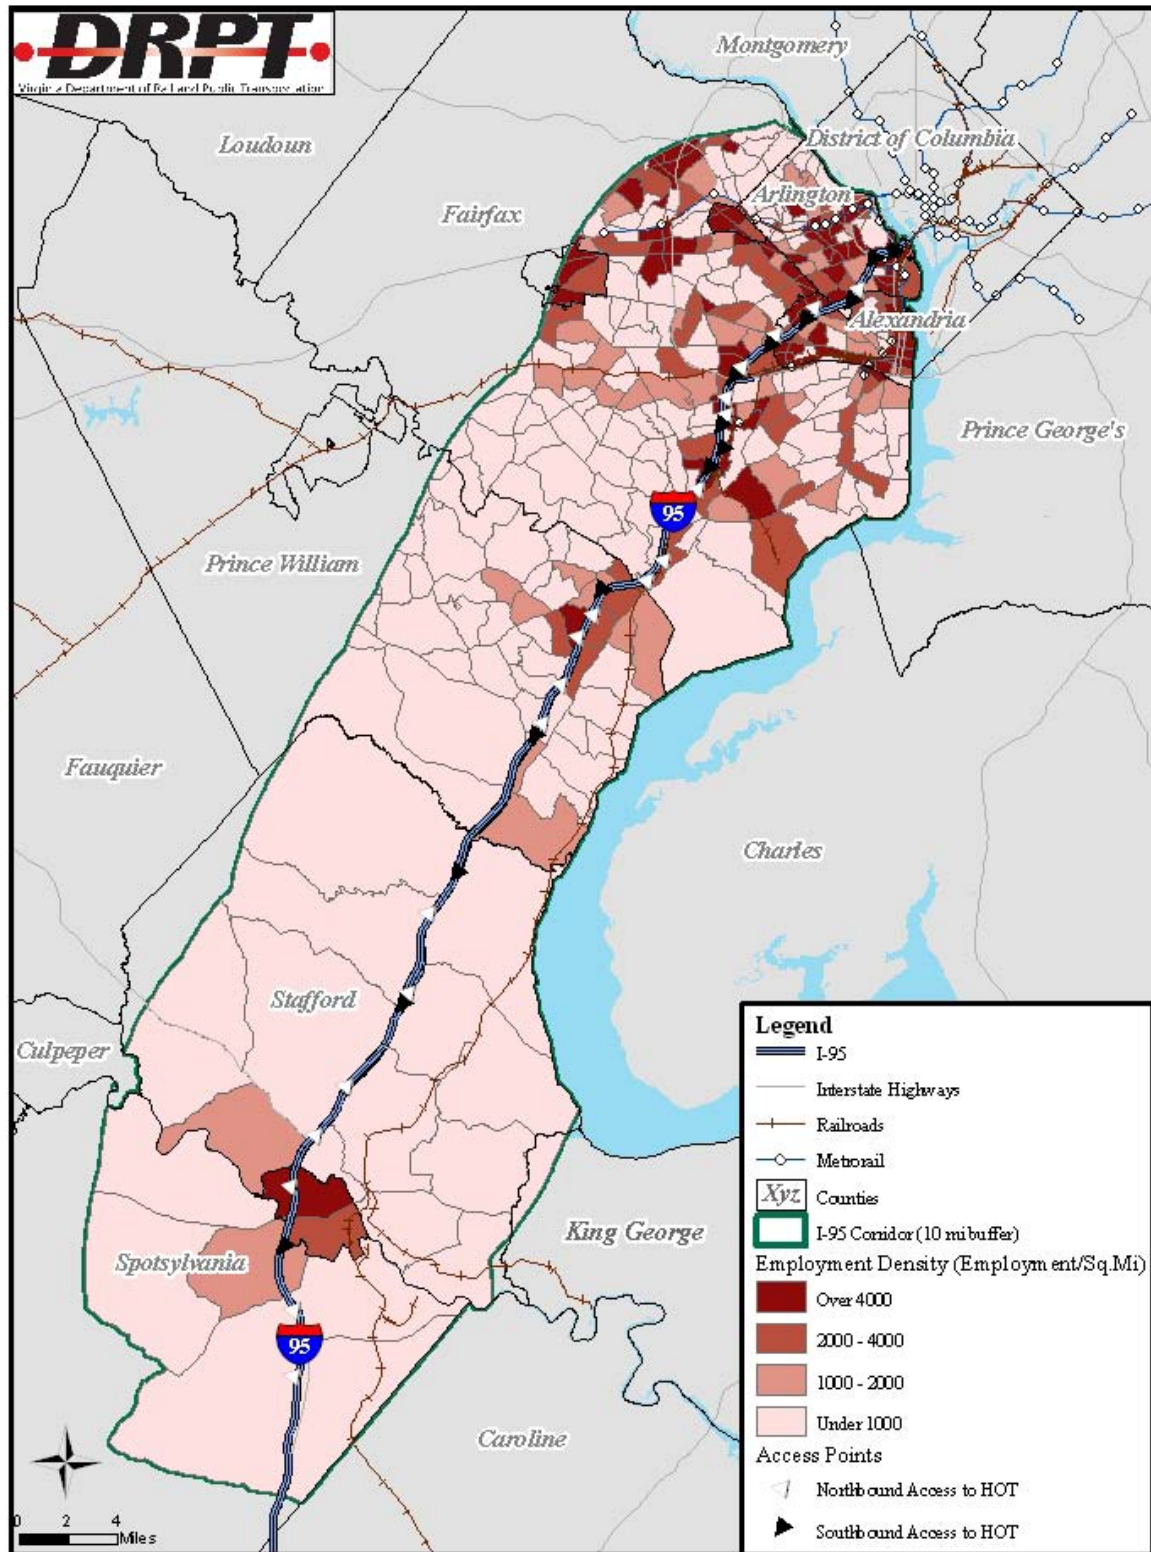 DRPT
Virginia Department of Rail and Public Transportation
Montgomery
Loudoun
District of Columbia
Fairfax
Arlington
Alexandria
Prince George's
95
Prince William
Fauquier
Charles
Stafford
Culpeper
King George
Spotsylvania
95
Caroline
Legend
I-95
Interstate Highways
Railroads
Metrorail
Xyz Counties
I-95 Corridor (10 mi buffer)
Employment Density (Employment/Sq.Mi)
Over 4000
2000 - 4000
1000 - 2000
Under 1000
Access Points
Northbound Access to HOT
Southbound Access to HOT
0 2 4
Miles